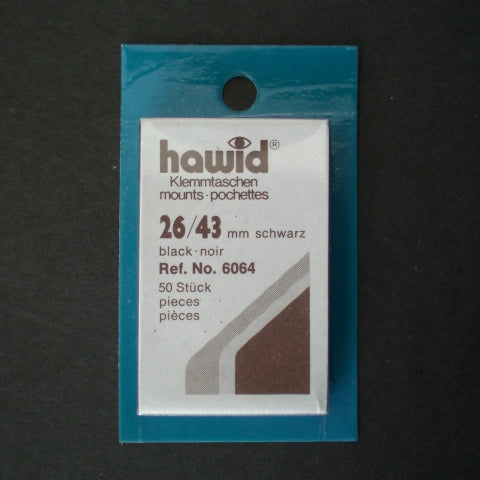 hawid®
Klemmtaschen
mounts·pochettes
26/43 mm schwarz
black·noir
Ref. No. 6064
50 Stück
pieces
pièces